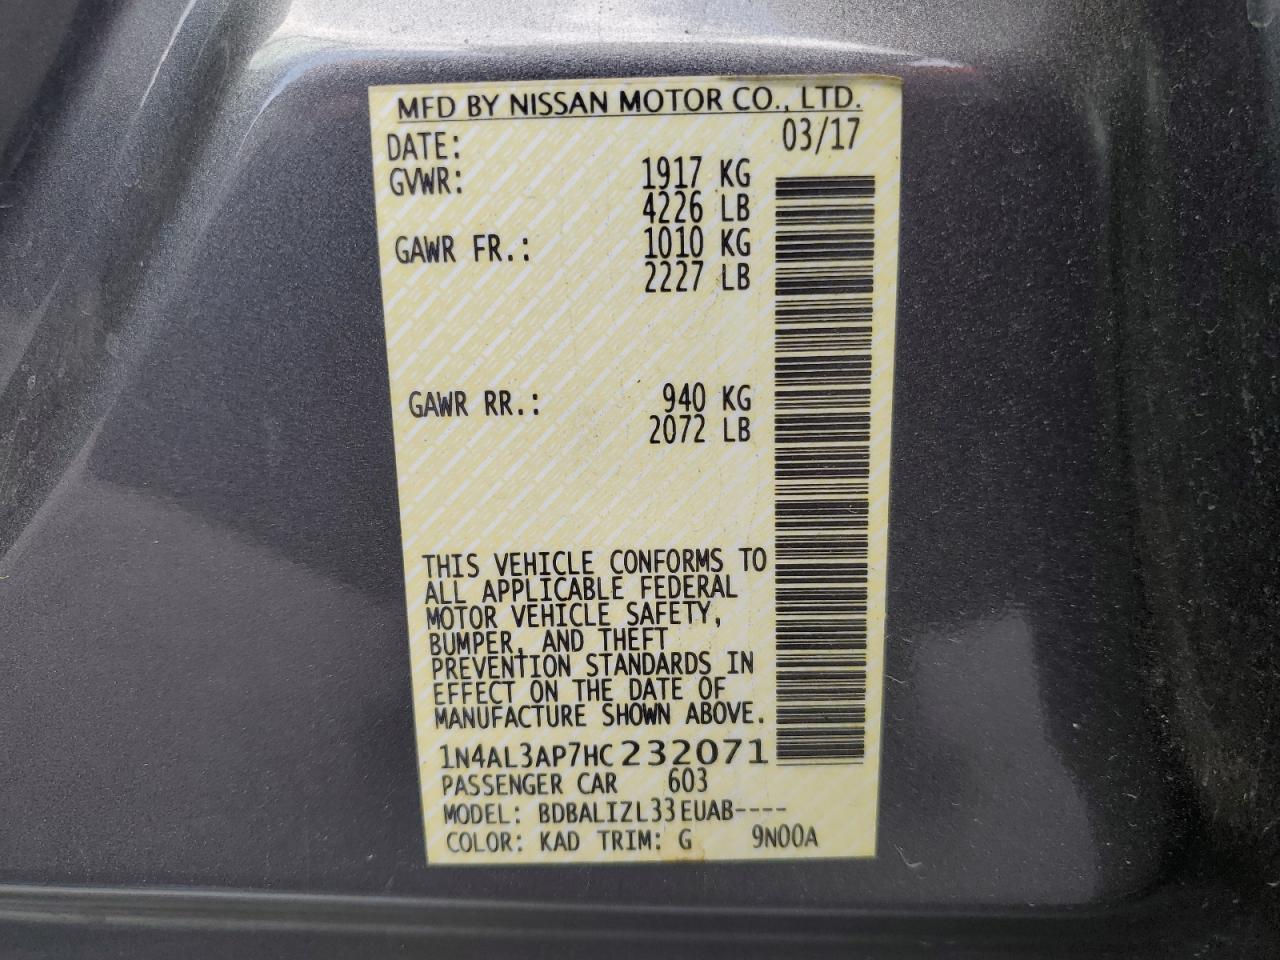 MFD BY NISSAN MOTOR CO., LTD.
DATE: 03/17
GVWR: 1917 KG
4226 LB
GAWR FR.: 1010 KG
2227 LB
GAWR RR.: 940 KG
2072 LB
THIS VEHICLE CONFORMS TO
ALL APPLICABLE FEDERAL
MOTOR VEHICLE SAFETY,
BUMPER, AND THEFT
PREVENTION STANDARDS IN
EFFECT ON THE DATE OF
MANUFACTURE SHOWN ABOVE.
1N4AL3AP7HC232071
PASSENGER CAR 603
MODEL: BDBALIZL33EUAB----
COLOR: KAD TRIM: G 9N00A